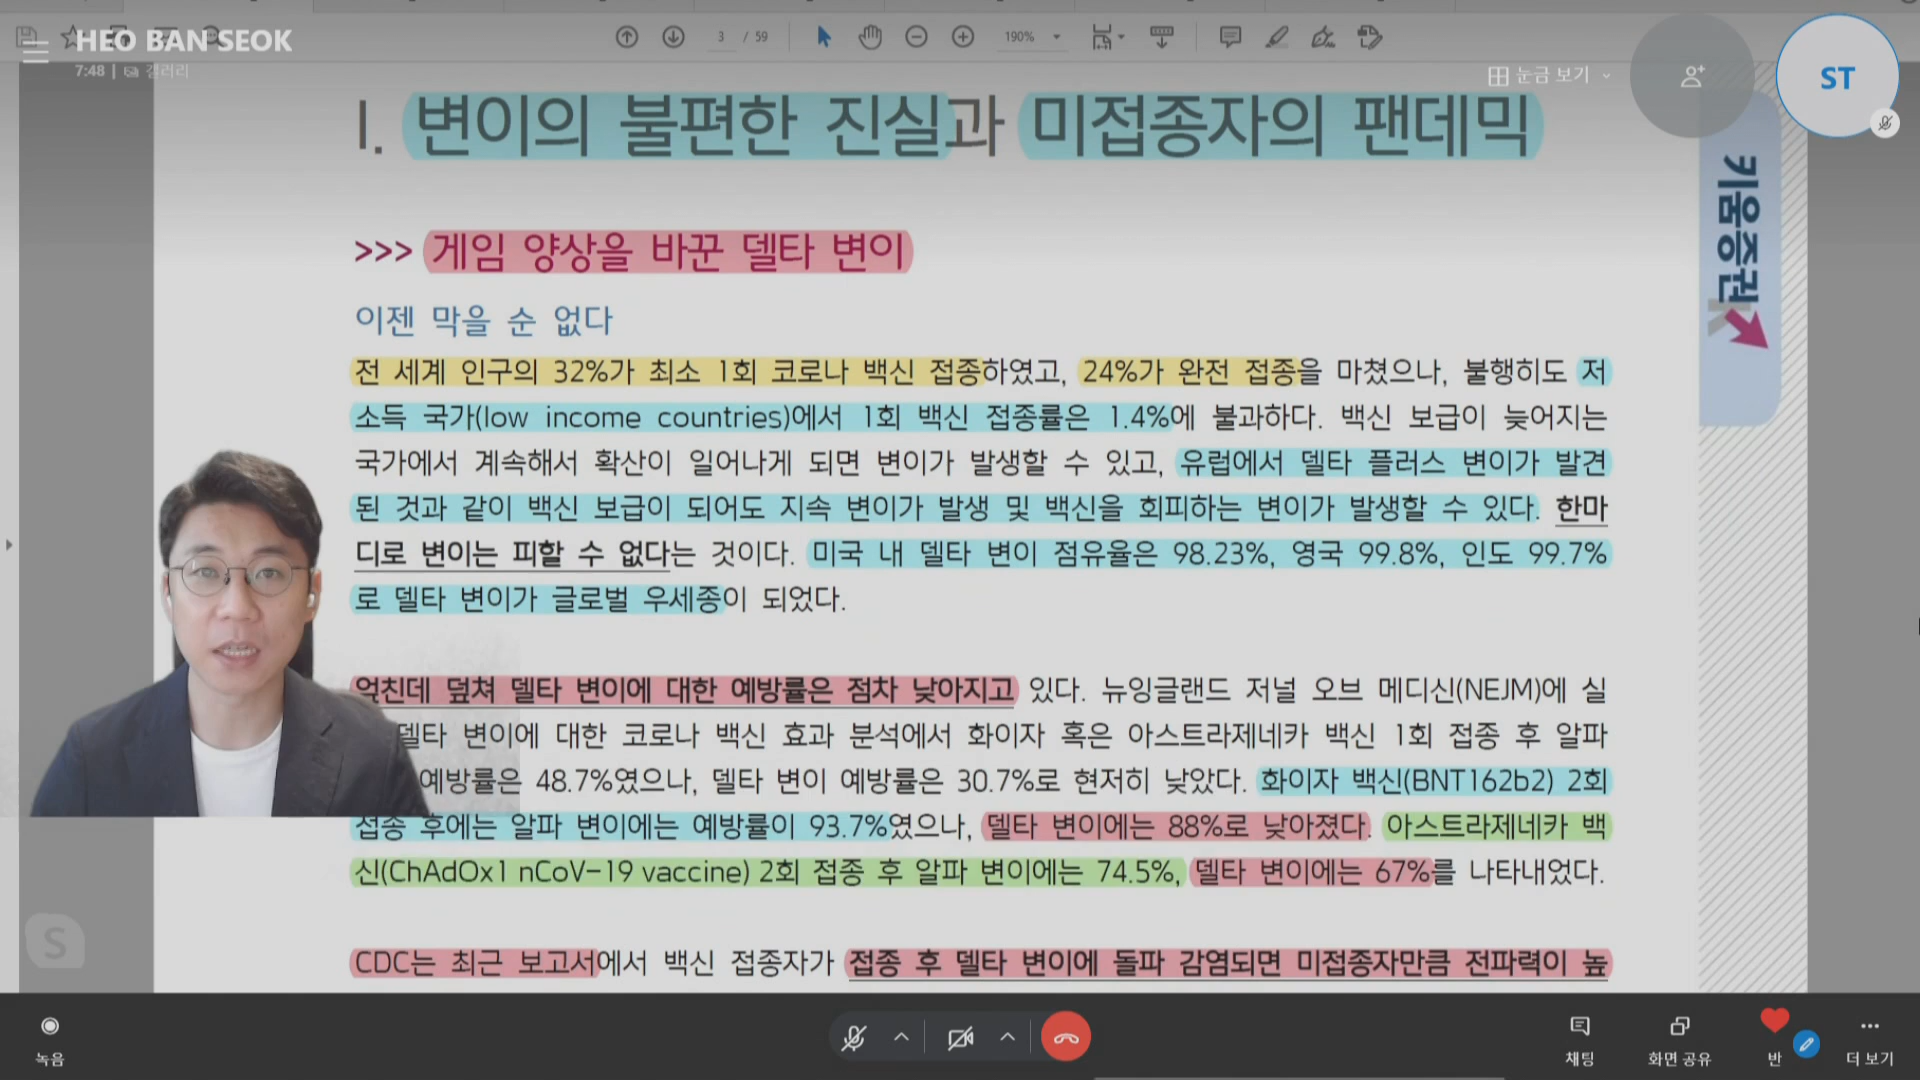 HEO BAN SEOK
7:48 | 갤러리
3 / 59
190%
눈금 보기
ST
I. 변이의 불편한 진실과 미접종자의 팬데믹
키움증권
>>> 게임 양상을 바꾼 델타 변이
이젠 막을 순 없다
전 세계 인구의 32%가 최소 1회 코로나 백신 접종하였고, 24%가 완전 접종을 마쳤으나, 불행히도 저
소득 국가(low income countries)에서 1회 백신 접종률은 1.4%에 불과하다. 백신 보급이 늦어지는
국가에서 계속해서 확산이 일어나게 되면 변이가 발생할 수 있고, 유럽에서 델타 플러스 변이가 발견
된 것과 같이 백신 보급이 되어도 지속 변이가 발생 및 백신을 회피하는 변이가 발생할 수 있다. 한마
디로 변이는 피할 수 없다는 것이다. 미국 내 델타 변이 점유율은 98.23%, 영국 99.8%, 인도 99.7%
로 델타 변이가 글로벌 우세종이 되었다.
엎친데 덮쳐 델타 변이에 대한 예방률은 점차 낮아지고 있다. 뉴잉글랜드 저널 오브 메디신(NEJM)에 실
델타 변이에 대한 코로나 백신 효과 분석에서 화이자 혹은 아스트라제네카 백신 1회 접종 후 알파
예방률은 48.7%였으나, 델타 변이 예방률은 30.7%로 현저히 낮았다. 화이자 백신(BNT162b2) 2회
접종 후에는 알파 변이에는 예방률이 93.7%였으나, 델타 변이에는 88%로 낮아졌다. 아스트라제네카 백
신(ChAdOx1 nCoV-19 vaccine) 2회 접종 후 알파 변이에는 74.5%, 델타 변이에는 67%를 나타내었다.
CDC는 최근 보고서에서 백신 접종자가 접종 후 델타 변이에 돌파 감염되면 미접종자만큼 전파력이 높
S
녹음
채팅
화면 공유
반
더 보기